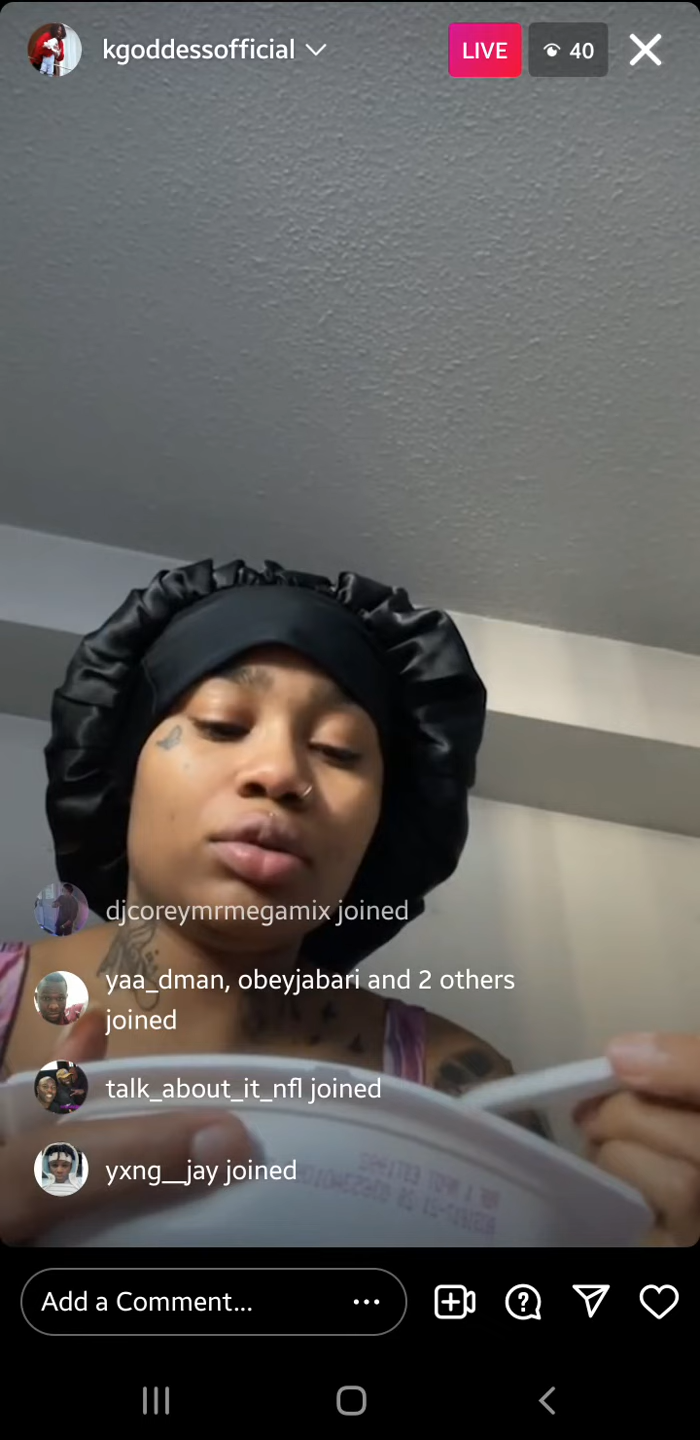 kgoddessofficial
LIVE
40
djcoreymrmegamix joined
yaa_dman, obeyjabari and 2 others
joined
talk_about_it_nfl joined
yxng__jay joined
Add a Comment...